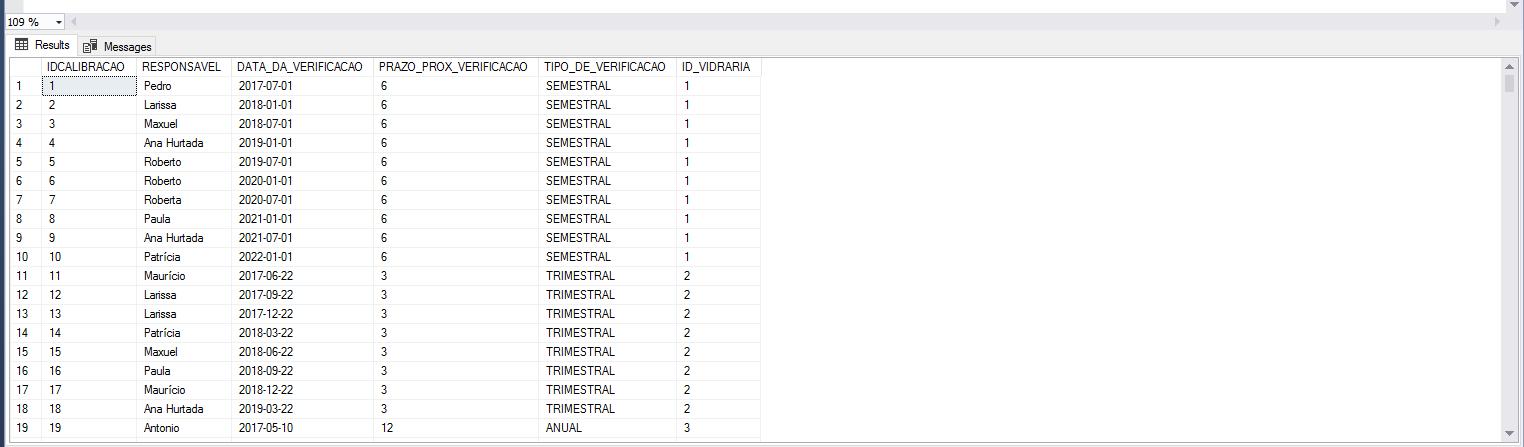 109 %
Results Messages
IDCALIBRACAO RESPONSAVEL DATA_DA_VERIFICACAO PRAZO_PROX_VERIFICACAO TIPO_DE_VERIFICACAO ID_VIDRARIA
1 1 Pedro 2017-07-01 6 SEMESTRAL 1
2 2 Larissa 2018-01-01 6 SEMESTRAL 1
3 3 Maxuel 2018-07-01 6 SEMESTRAL 1
4 4 Ana Hurtada 2019-01-01 6 SEMESTRAL 1
5 5 Roberto 2019-07-01 6 SEMESTRAL 1
6 6 Roberto 2020-01-01 6 SEMESTRAL 1
7 7 Roberta 2020-07-01 6 SEMESTRAL 1
8 8 Paula 2021-01-01 6 SEMESTRAL 1
9 9 Ana Hurtada 2021-07-01 6 SEMESTRAL 1
10 10 Patrícia 2022-01-01 6 SEMESTRAL 1
11 11 Maurício 2017-06-22 3 TRIMESTRAL 2
12 12 Larissa 2017-09-22 3 TRIMESTRAL 2
13 13 Larissa 2017-12-22 3 TRIMESTRAL 2
14 14 Patrícia 2018-03-22 3 TRIMESTRAL 2
15 15 Maxuel 2018-06-22 3 TRIMESTRAL 2
16 16 Paula 2018-09-22 3 TRIMESTRAL 2
17 17 Maurício 2018-12-22 3 TRIMESTRAL 2
18 18 Ana Hurtada 2019-03-22 3 TRIMESTRAL 2
19 19 Antonio 2017-05-10 12 ANUAL 3